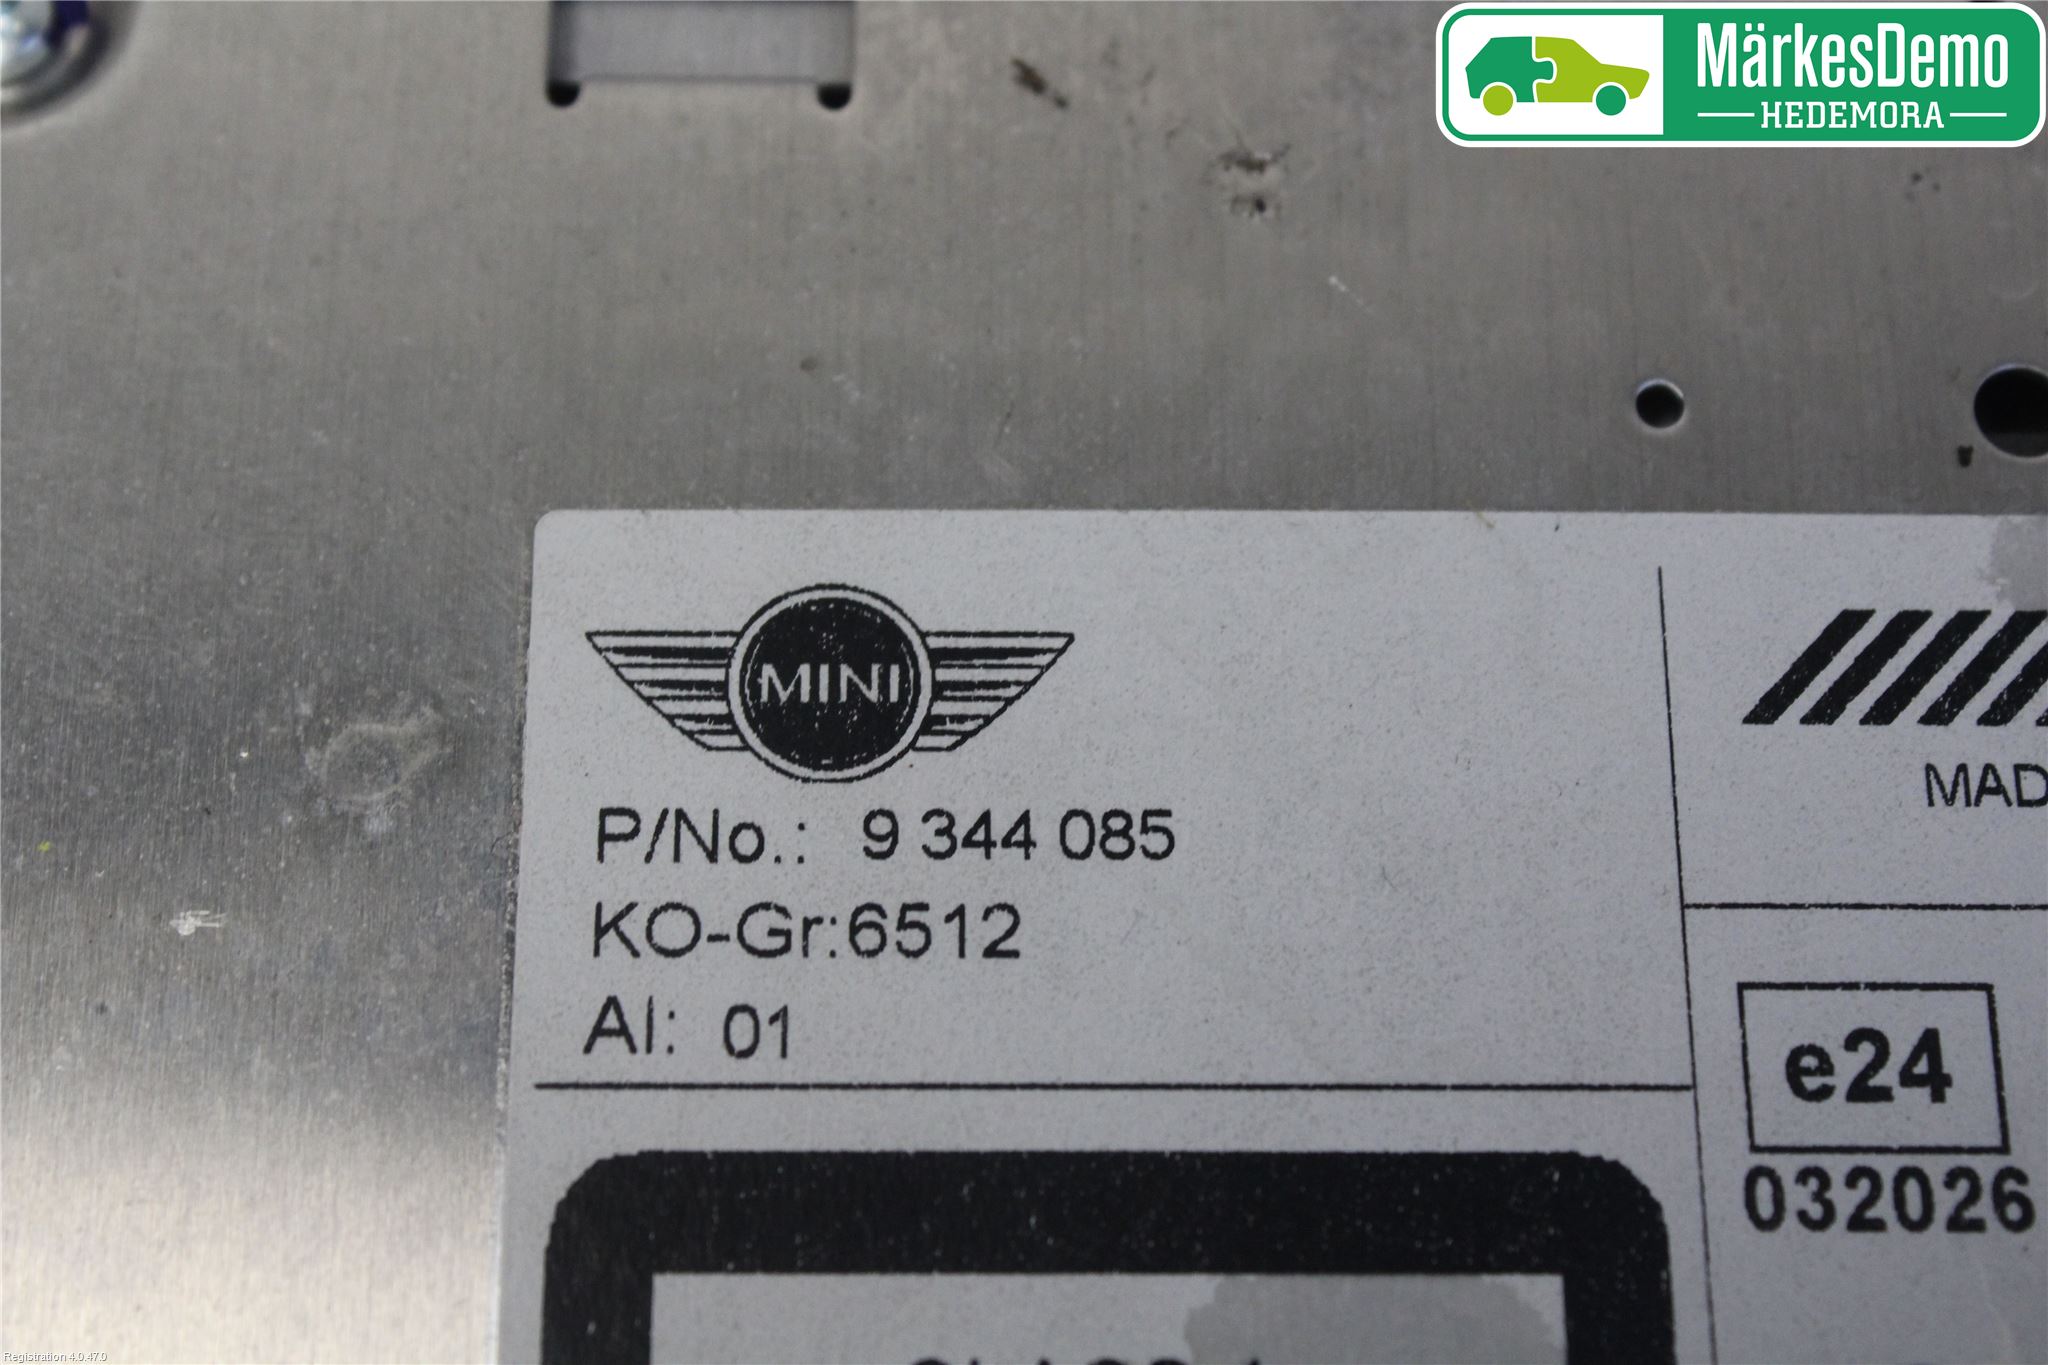 MärkesDemo
HEDEMORA
MINI
P/No.: 9 344 085
KO-Gr:6512
AI: 01
MAD
e24
032026
Registration 4.0.47.0